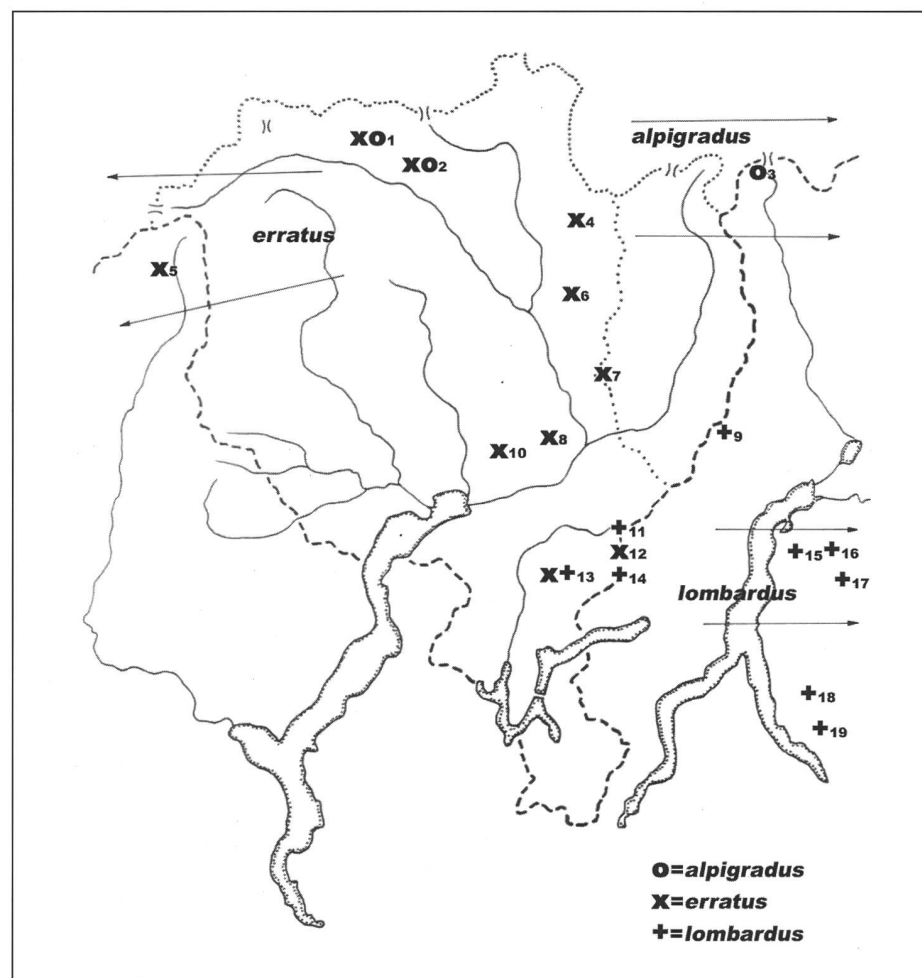 XO1
XO2
alpigradus
O3
X4
erratus
X5
X6
X7
+9
X10
X8
+11
X12
X+13
+14
+15
+16
+17
lombardus
+18
+19
O=alpigradus
X=erratus
+=lombardus